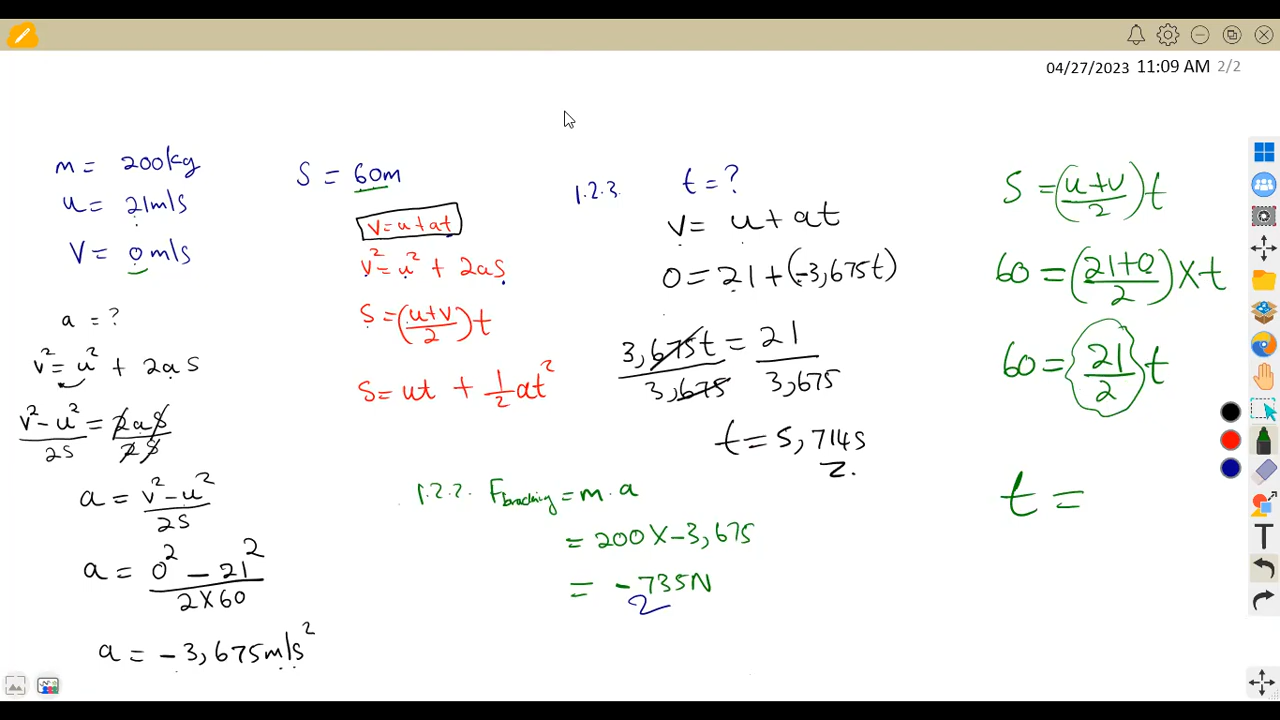 04/27/2023 11:09 AM 2/2
m = 200kg
u = 21m/s
V = 0m/s
a = ?
v² = u² + 2as
v² - u² / 2s = 2as / 2s
a = v² - u² / 2s
a = 0² - 21² / 2x60
a = -3,675m/s²
S = 60m
v = u + at
v² = u² + 2as
S = (u+v / 2)t
S = ut + 1/2 at²
1.2.2. Fbracking = m . a
= 200 x -3,675
= -735N
1.2.3. t = ?
v = u + at
0 = 21 + (-3,675t)
3,675t / 3,675 = 21 / 3,675
t = 5,714s
S = (u+v / 2)t
60 = (21+0 / 2) x t
60 = (21 / 2)t
t =
T